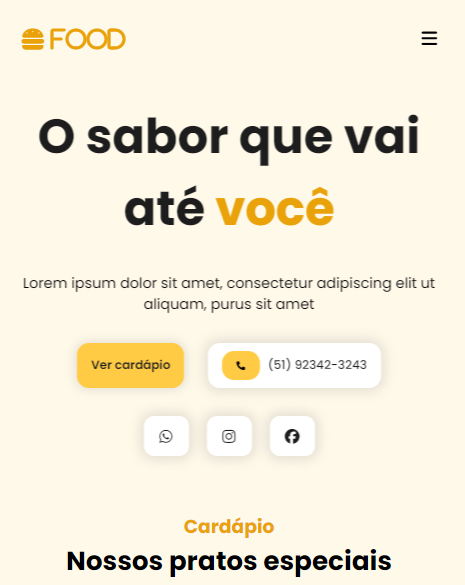 FOOD
O sabor que vai
até você
Lorem ipsum dolor sit amet, consectetur adipiscing elit ut
aliquam, purus sit amet
Ver cardápio
(51) 92342-3243
Cardápio
Nossos pratos especiais